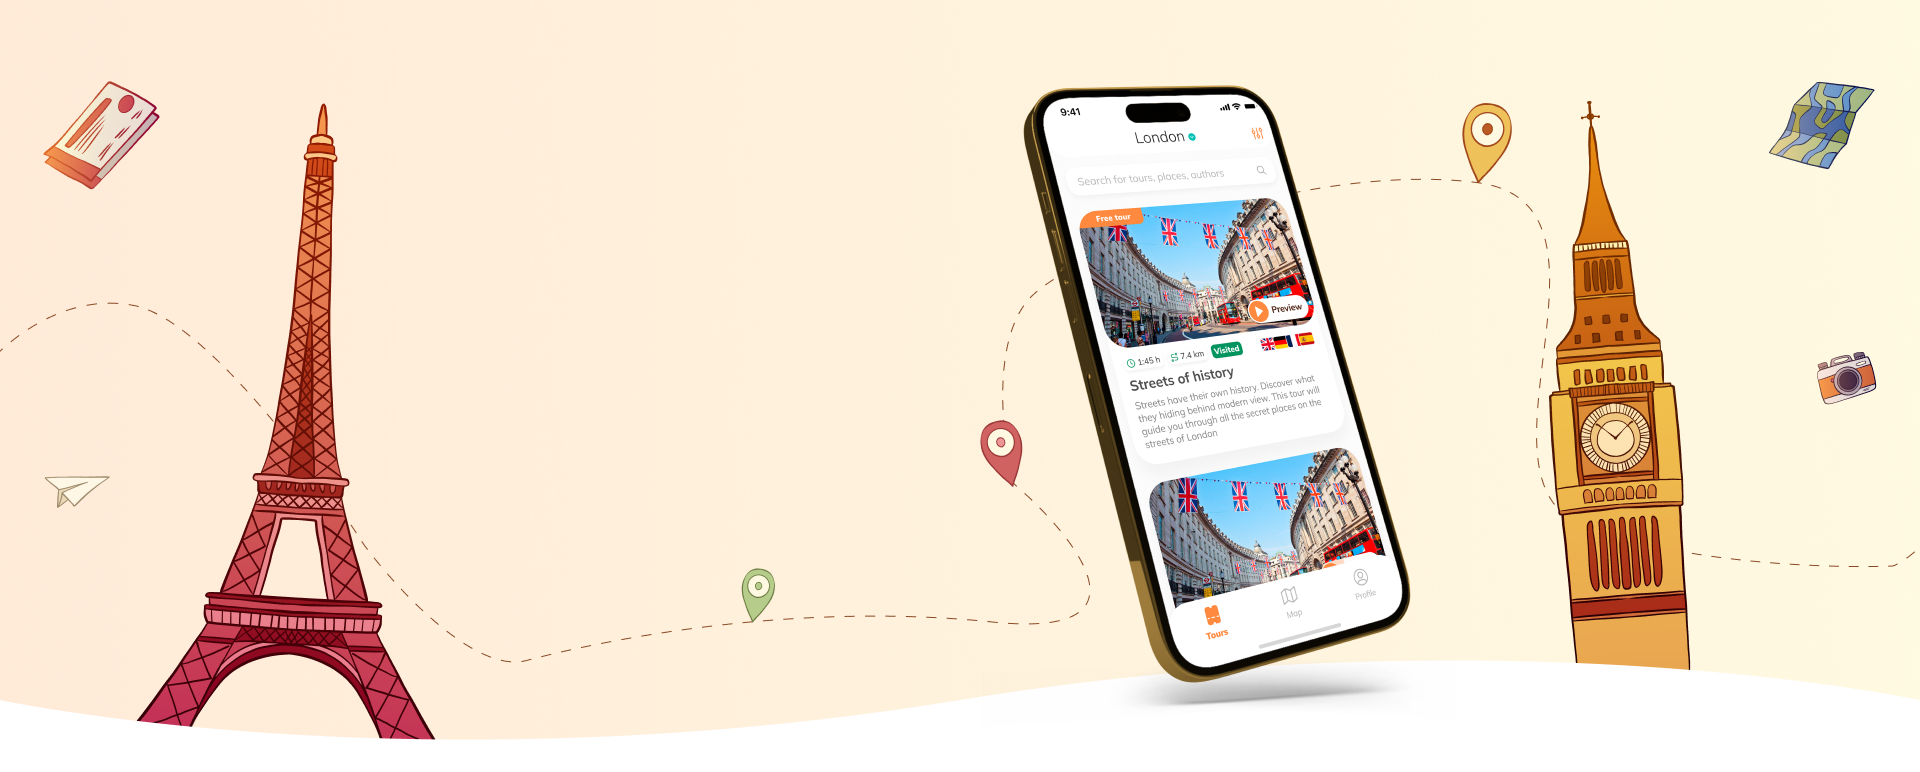 9:41
London
Search for tours, places, authors
Free tour
Preview
1:45 h
7.4 km
Visited
Streets of history
Streets have their own history. Discover what
they hiding behind modern view. This tour will
guide you through all the secret places on the
streets of London
Tours
Map
Profile